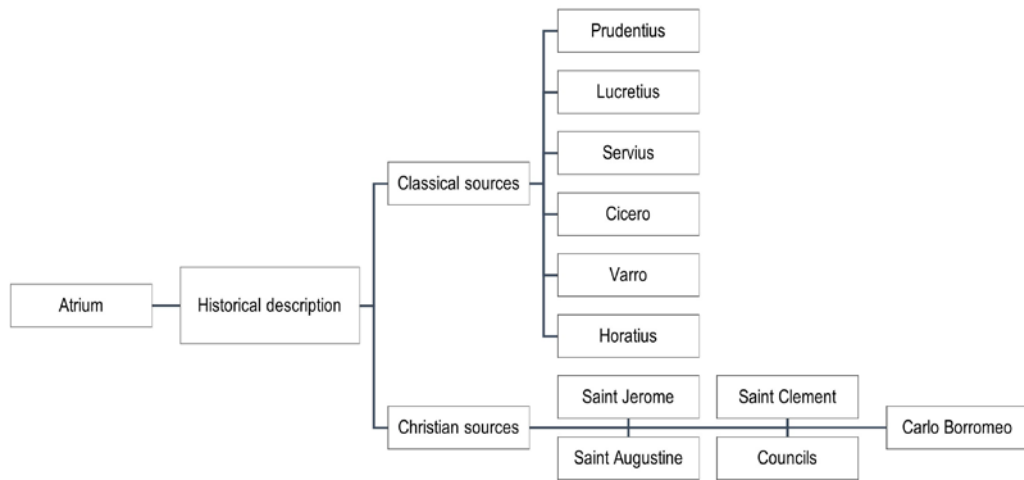 Prudentius
Lucretius
Servius
Classical sources
Cicero
Varro
Atrium
Historical description
Horatius
Saint Jerome
Saint Clement
Christian sources
Carlo Borromeo
Saint Augustine
Councils